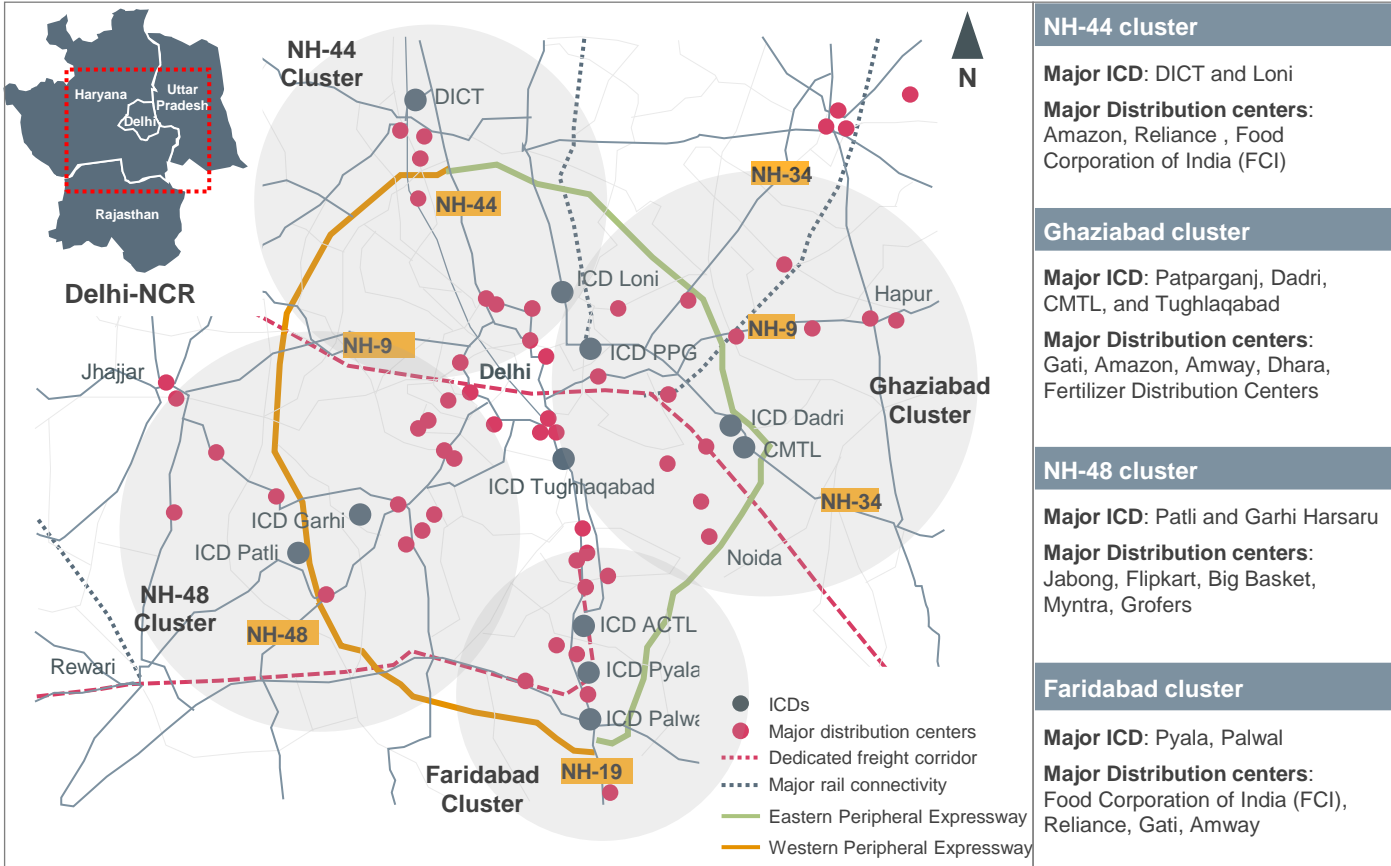 Haryana
Uttar
Pradesh
Delhi
Rajasthan
Delhi-NCR
NH-44
Cluster
DICT
N
NH-34
NH-44
ICD Loni
Hapur
NH-9
NH-9
ICD PPG
Jhajjar
Delhi
Ghaziabad
Cluster
ICD Dadri
CMTL
ICD Tughlaqabad
NH-34
ICD Garhi
ICD Patli
Noida
NH-48
Cluster
NH-48
ICD ACTL
Rewari
ICD Pyala
ICD Palwa
Faridabad
Cluster
NH-19
ICDs
Major distribution centers
Dedicated freight corridor
Major rail connectivity
Eastern Peripheral Expressway
Western Peripheral Expressway
NH-44 cluster
Major ICD: DICT and Loni
Major Distribution centers:
Amazon, Reliance , Food
Corporation of India (FCI)
Ghaziabad cluster
Major ICD: Patparganj, Dadri,
CMTL, and Tughlaqabad
Major Distribution centers:
Gati, Amazon, Amway, Dhara,
Fertilizer Distribution Centers
NH-48 cluster
Major ICD: Patli and Garhi Harsaru
Major Distribution centers:
Jabong, Flipkart, Big Basket,
Myntra, Grofers
Faridabad cluster
Major ICD: Pyala, Palwal
Major Distribution centers:
Food Corporation of India (FCI),
Reliance, Gati, Amway